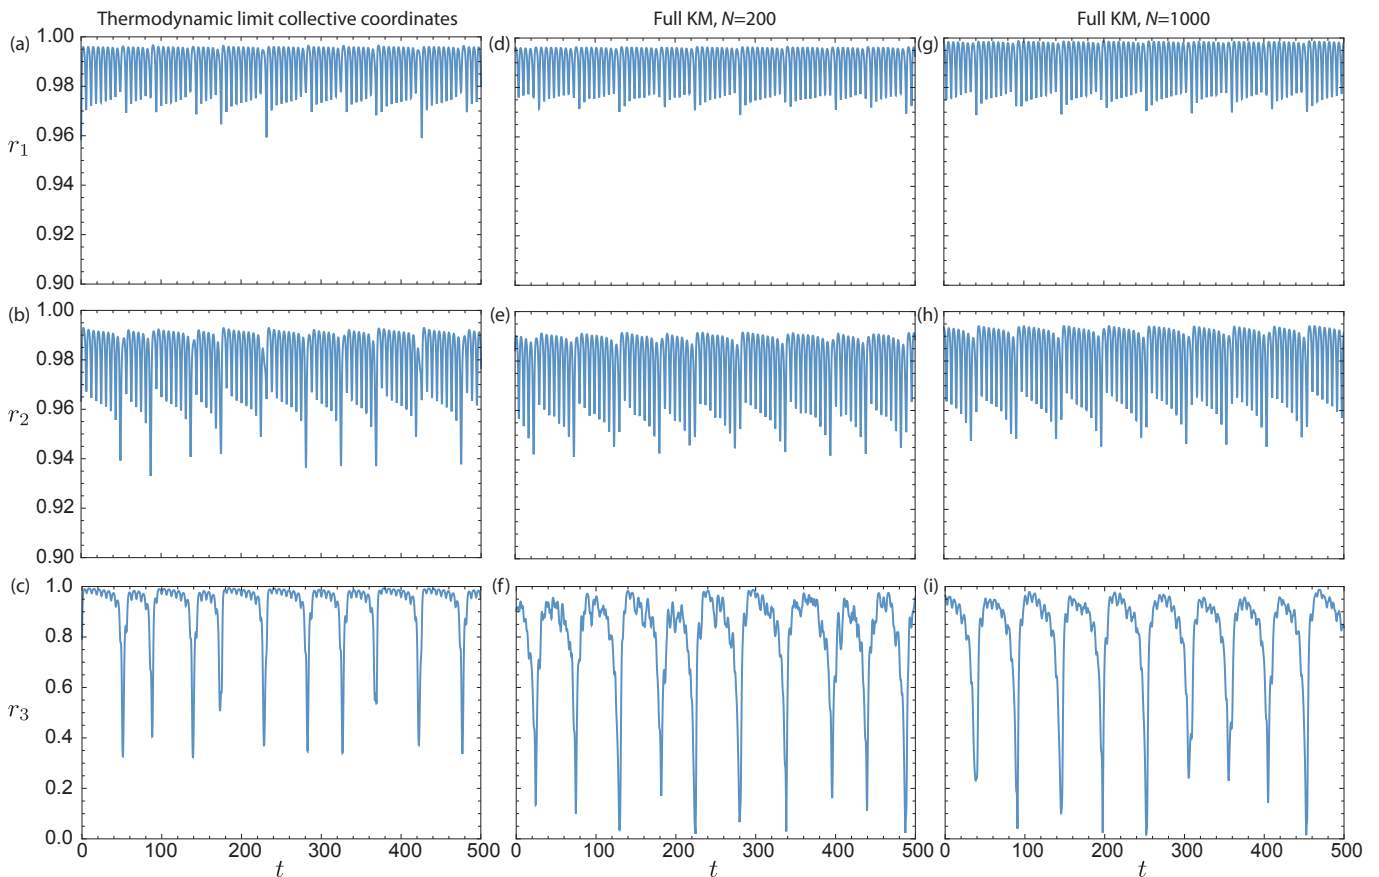 Thermodynamic limit collective coordinates
Full KM, N=200
Full KM, N=1000
(a) 1.00
0.98
0.96
r1
0.94
0.92
0.90
(d)
(g)
(b) 1.00
0.98
0.96
r2
0.94
0.92
0.90
(e)
(h)
(c) 1.0
0.8
0.6
r3
0.4
0.2
0.0
(f)
(i)
0 100 200 300 400 500
t
0 100 200 300 400 500
t
0 100 200 300 400 500
t